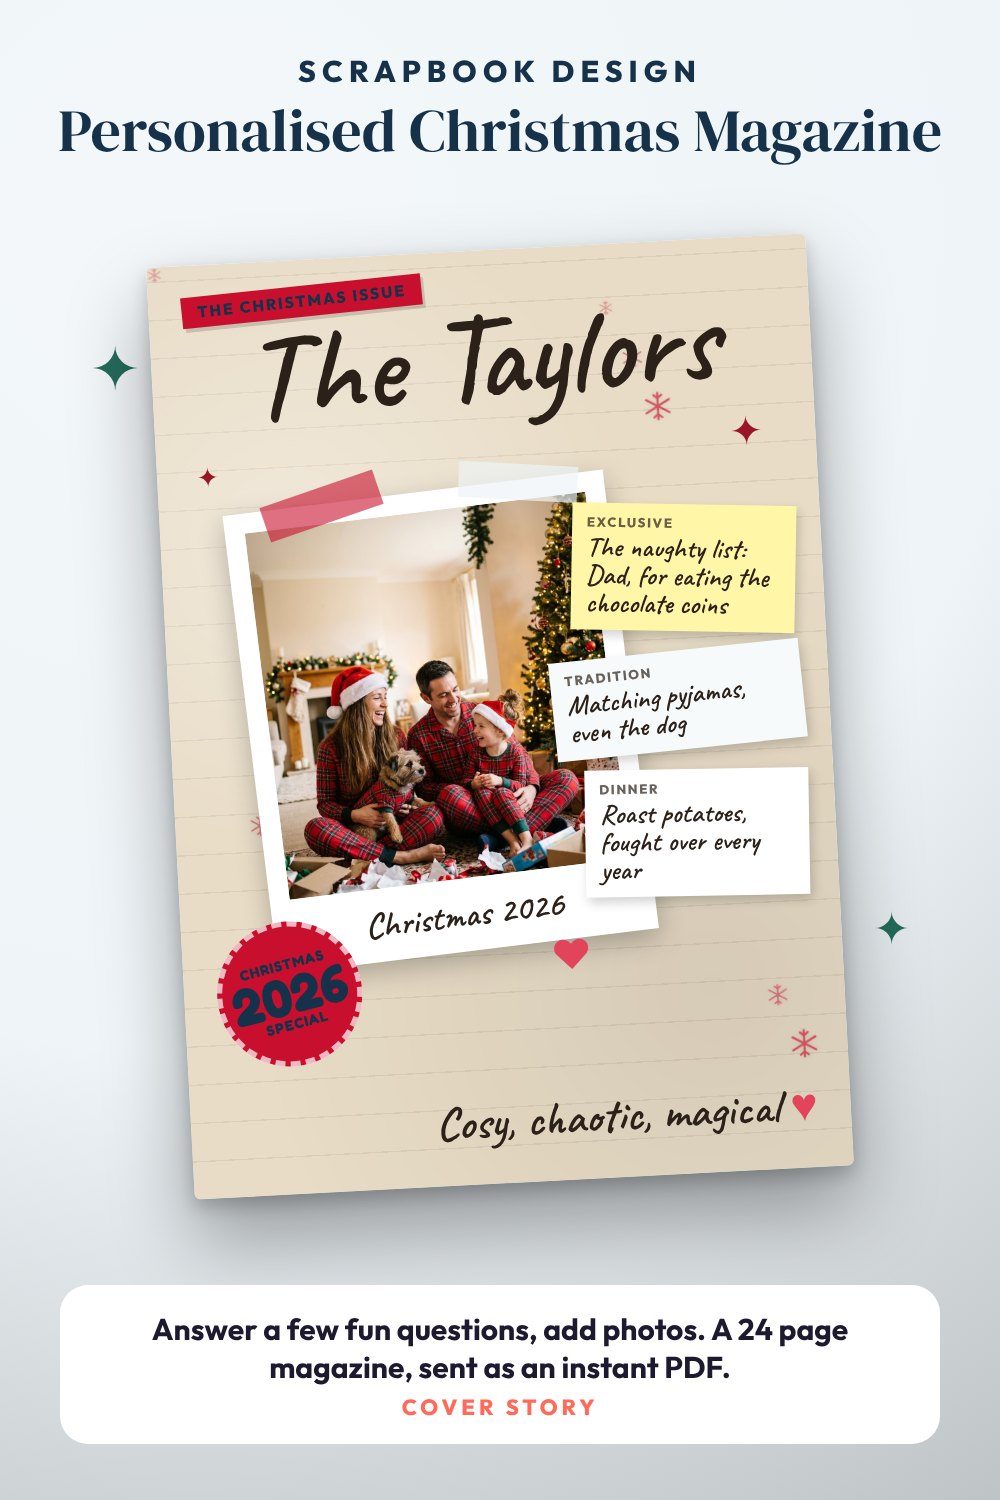 SCRAPBOOK DESIGN
Personalised Christmas Magazine
THE CHRISTMAS ISSUE
The Taylors
EXCLUSIVE
The naughty list:
Dad, for eating the
chocolate coins
TRADITION
Matching pyjamas,
even the dog
DINNER
Roast potatoes,
fought over every
year
Christmas 2026
CHRISTMAS
2026
SPECIAL
Cosy, chaotic, magical
Answer a few fun questions, add photos. A 24 page
magazine, sent as an instant PDF.
COVER STORY